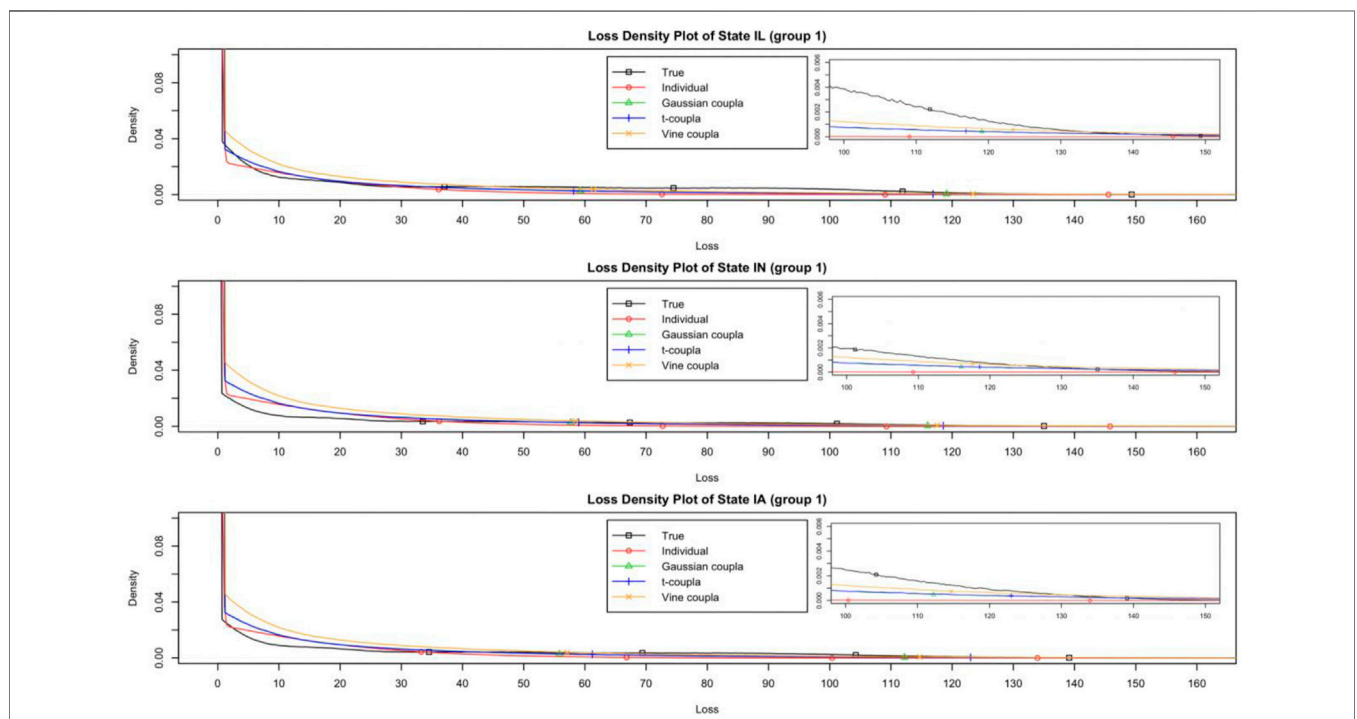 Loss Density Plot of State IL (group 1)
Density
0.00 0.04 0.08
True
Individual
Gaussian coupla
t-coupla
Vine coupla
0.000 0.002 0.004 0.006
100 110 120 130 140 150
0 10 20 30 40 50 60 70 80 90 100 110 120 130 140 150 160
Loss
Loss Density Plot of State IN (group 1)
Density
0.00 0.04 0.08
True
Individual
Gaussian coupla
t-coupla
Vine coupla
0.000 0.002 0.004 0.006
100 110 120 130 140 150
0 10 20 30 40 50 60 70 80 90 100 110 120 130 140 150 160
Loss
Loss Density Plot of State IA (group 1)
Density
0.00 0.04 0.08
True
Individual
Gaussian coupla
t-coupla
Vine coupla
0.000 0.002 0.004 0.006
100 110 120 130 140 150
0 10 20 30 40 50 60 70 80 90 100 110 120 130 140 150 160
Loss